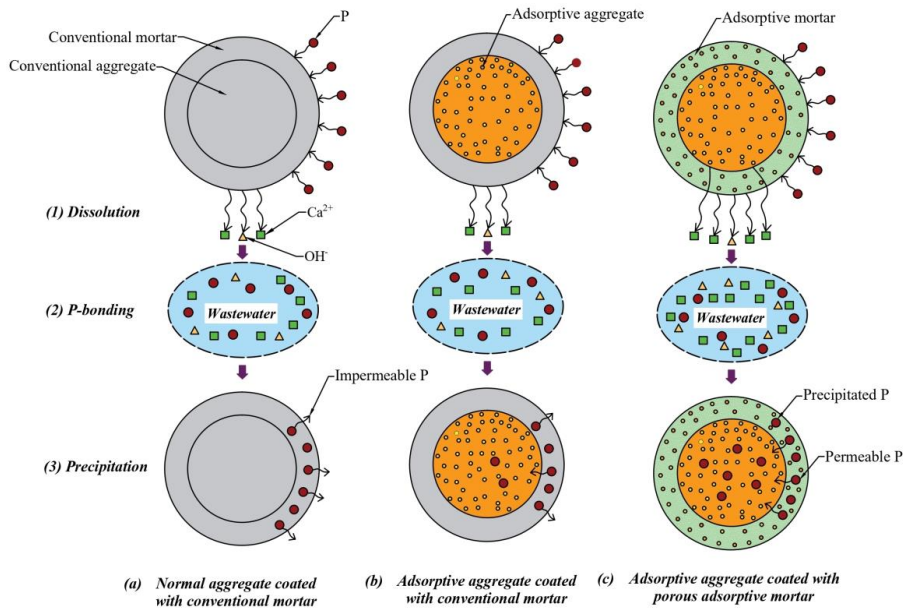 P
Conventional mortar
Conventional aggregate
Adsorptive aggregate
Adsorptive mortar
(1) Dissolution
Ca²⁺
OH⁻
(2) P-bonding
Wastewater
Wastewater
Wastewater
Impermeable P
Precipitated P
(3) Precipitation
Permeable P
(a) Normal aggregate coated
with conventional mortar
(b) Adsorptive aggregate coated
with conventional mortar
(c) Adsorptive aggregate coated with
porous adsorptive mortar